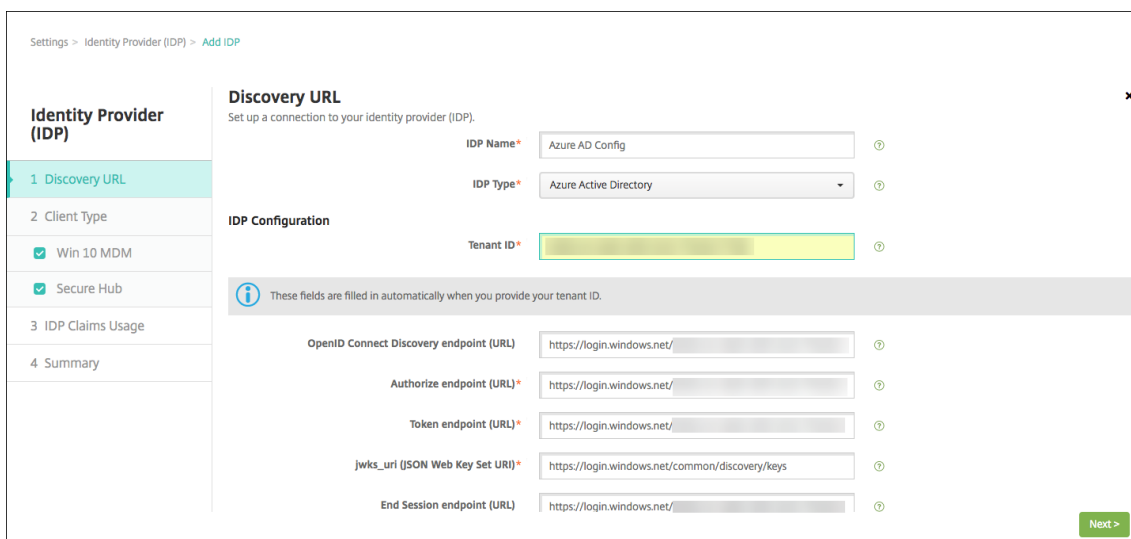 Settings > Identity Provider (IDP) > Add IDP
Identity Provider
(IDP)
1 Discovery URL
2 Client Type
Win 10 MDM
Secure Hub
3 IDP Claims Usage
4 Summary
Discovery URL
Set up a connection to your identity provider (IDP).
IDP Name* Azure AD Config
IDP Type* Azure Active Directory
IDP Configuration
Tenant ID*
These fields are filled in automatically when you provide your tenant ID.
OpenID Connect Discovery endpoint (URL) https://login.windows.net/
Authorize endpoint (URL)* https://login.windows.net/
Token endpoint (URL)* https://login.windows.net/
jwks_uri (JSON Web Key Set URI)* https://login.windows.net/common/discovery/keys
End Session endpoint (URL) https://login.windows.net/
Next >